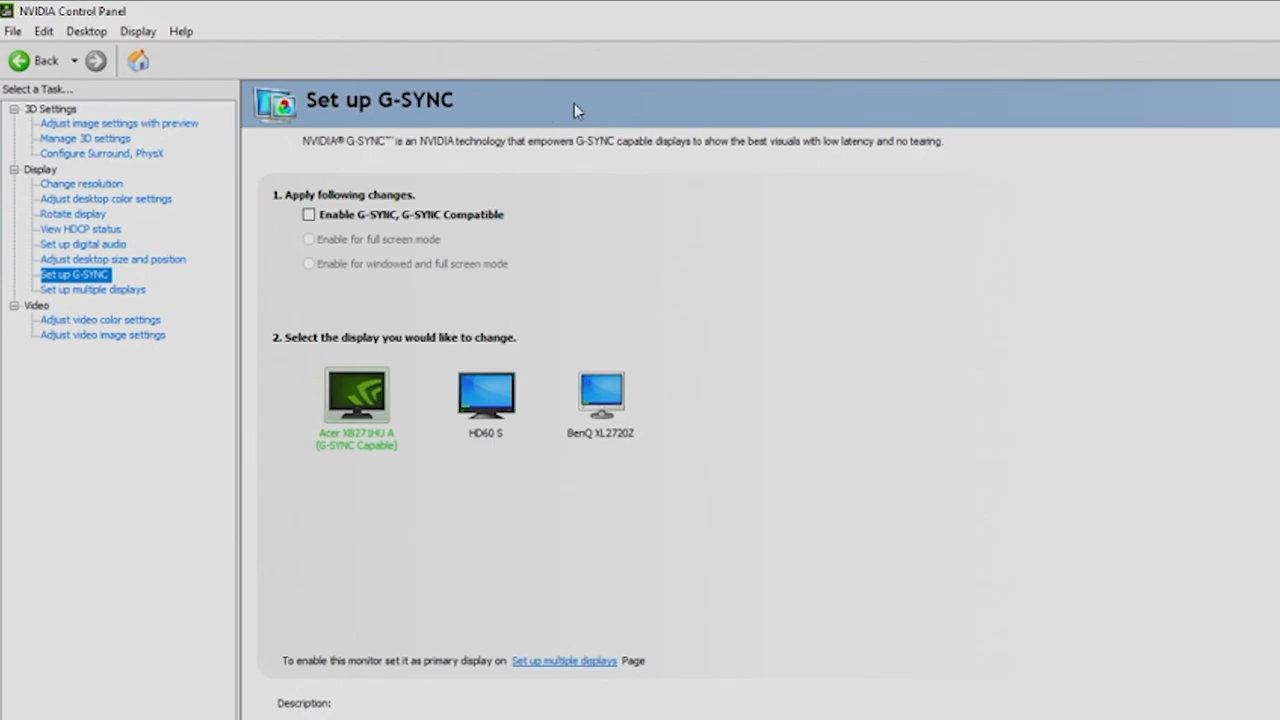 NVIDIA Control Panel
File Edit Desktop Display Help
Back
Select a Task...
3D Settings
Adjust image settings with preview
Manage 3D settings
Configure Surround, PhysX
Display
Change resolution
Adjust desktop color settings
Rotate display
View HDCP status
Set up digital audio
Adjust desktop size and position
Set up G-SYNC
Set up multiple displays
Video
Adjust video color settings
Adjust video image settings
Set up G-SYNC
NVIDIA® G-SYNC™ is an NVIDIA technology that empowers G-SYNC capable displays to show the best visuals with low latency and no tearing.
1. Apply following changes.
Enable G-SYNC, G-SYNC Compatible
Enable for full screen mode
Enable for windowed and full screen mode
2. Select the display you would like to change.
Acer XB271HU A
(G-SYNC Capable)
HD60 S
BenQ XL2720Z
To enable this monitor set it as primary display on Set up multiple displays Page
Description: